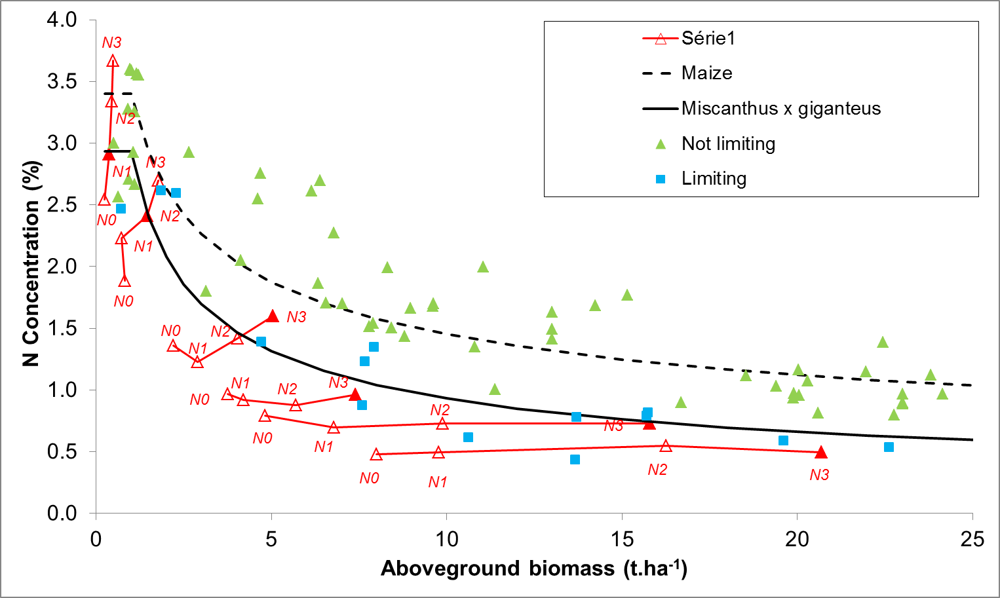 4.0
3.5
3.0
2.5
2.0
1.5
1.0
0.5
0.0
N Concentration (%)
0 5 10 15 20 25
Aboveground biomass (t.ha-1)
Série1
Maize
Miscanthus x giganteus
Not limiting
Limiting
N3
N2
N1
N0
N3
N2
N1
N0
N0
N1
N2
N3
N0
N1
N2
N3
N0
N1
N2
N3
N0
N1
N2
N3